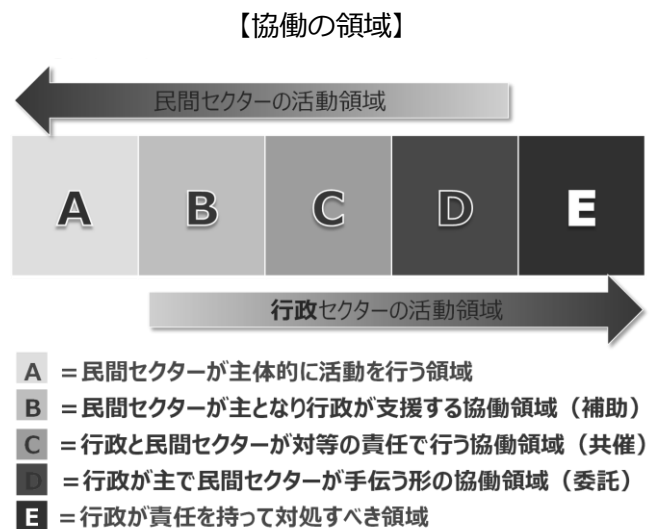 【協働の領域】
民間セクターの活動領域
A B C D E
行政セクターの活動領域
A =民間セクターが主体的に活動を行う領域
B =民間セクターが主となり行政が支援する協働領域（補助）
C =行政と民間セクターが対等の責任で行う協働領域（共催）
D =行政が主で民間セクターが手伝う形の協働領域（委託）
E =行政が責任を持って対処すべき領域